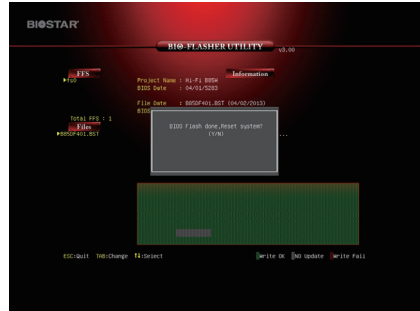 BIOSTAR
BIO-FLASHER UTILITY v3.00
FFS
Information
▶fs0
Project Name : Hi-Fi B85W
BIOS Date : 04/01/5283
File Date : B85DF401.BST (04/02/2013)
BIOS
Total FFS : 1
Files
▶B85DF401.BST
BIOS Flash done,Reset system?
(Y/N)
...
ESC:Quit TAB:Change ↑↓:Select
Write OK NO Update Write Fail